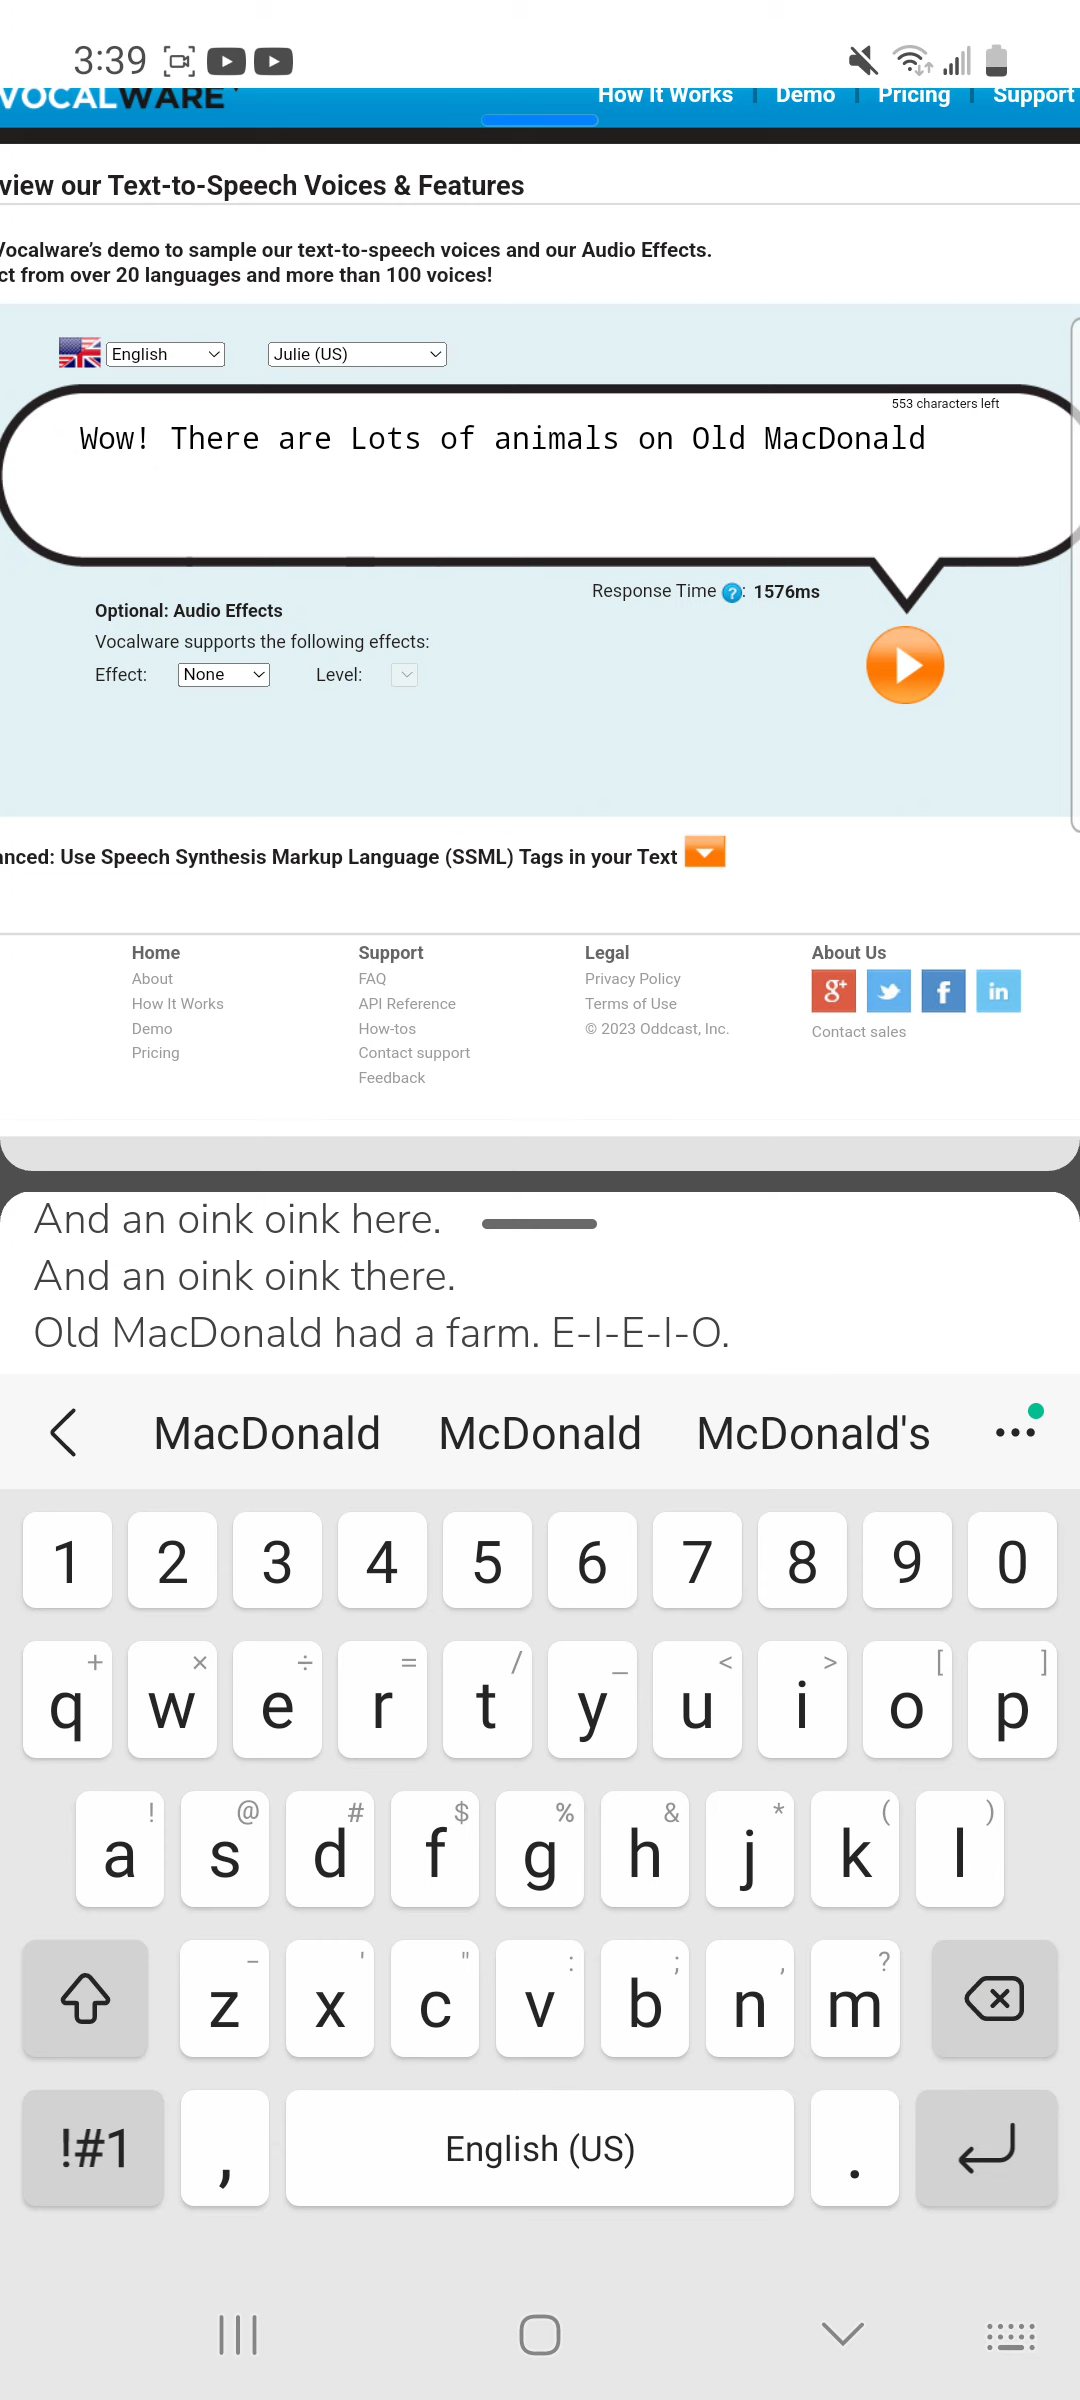 3:39
VOCALWARE
How It Works Demo Pricing Support
view our Text-to-Speech Voices & Features
Vocalware's demo to sample our text-to-speech voices and our Audio Effects.
ct from over 20 languages and more than 100 voices!
English Julie (US)
553 characters left
Wow! There are Lots of animals on Old MacDonald
Response Time ?: 1576ms
Optional: Audio Effects
Vocalware supports the following effects:
Effect: None Level:
anced: Use Speech Synthesis Markup Language (SSML) Tags in your Text
Home Support Legal About Us
About FAQ Privacy Policy
How It Works API Reference Terms of Use
Demo How-tos © 2023 Oddcast, Inc. Contact sales
Pricing Contact support
Feedback
And an oink oink here.
And an oink oink there.
Old MacDonald had a farm. E-I-E-I-O.
MacDonald McDonald McDonald's
1 2 3 4 5 6 7 8 9 0
+ × ÷ = / _ < > [ ]
q w e r t y u i o p
! @ # $ % & * ( )
a s d f g h j k l
- ' " : ; , ?
z x c v b n m
!#1 , English (US) .